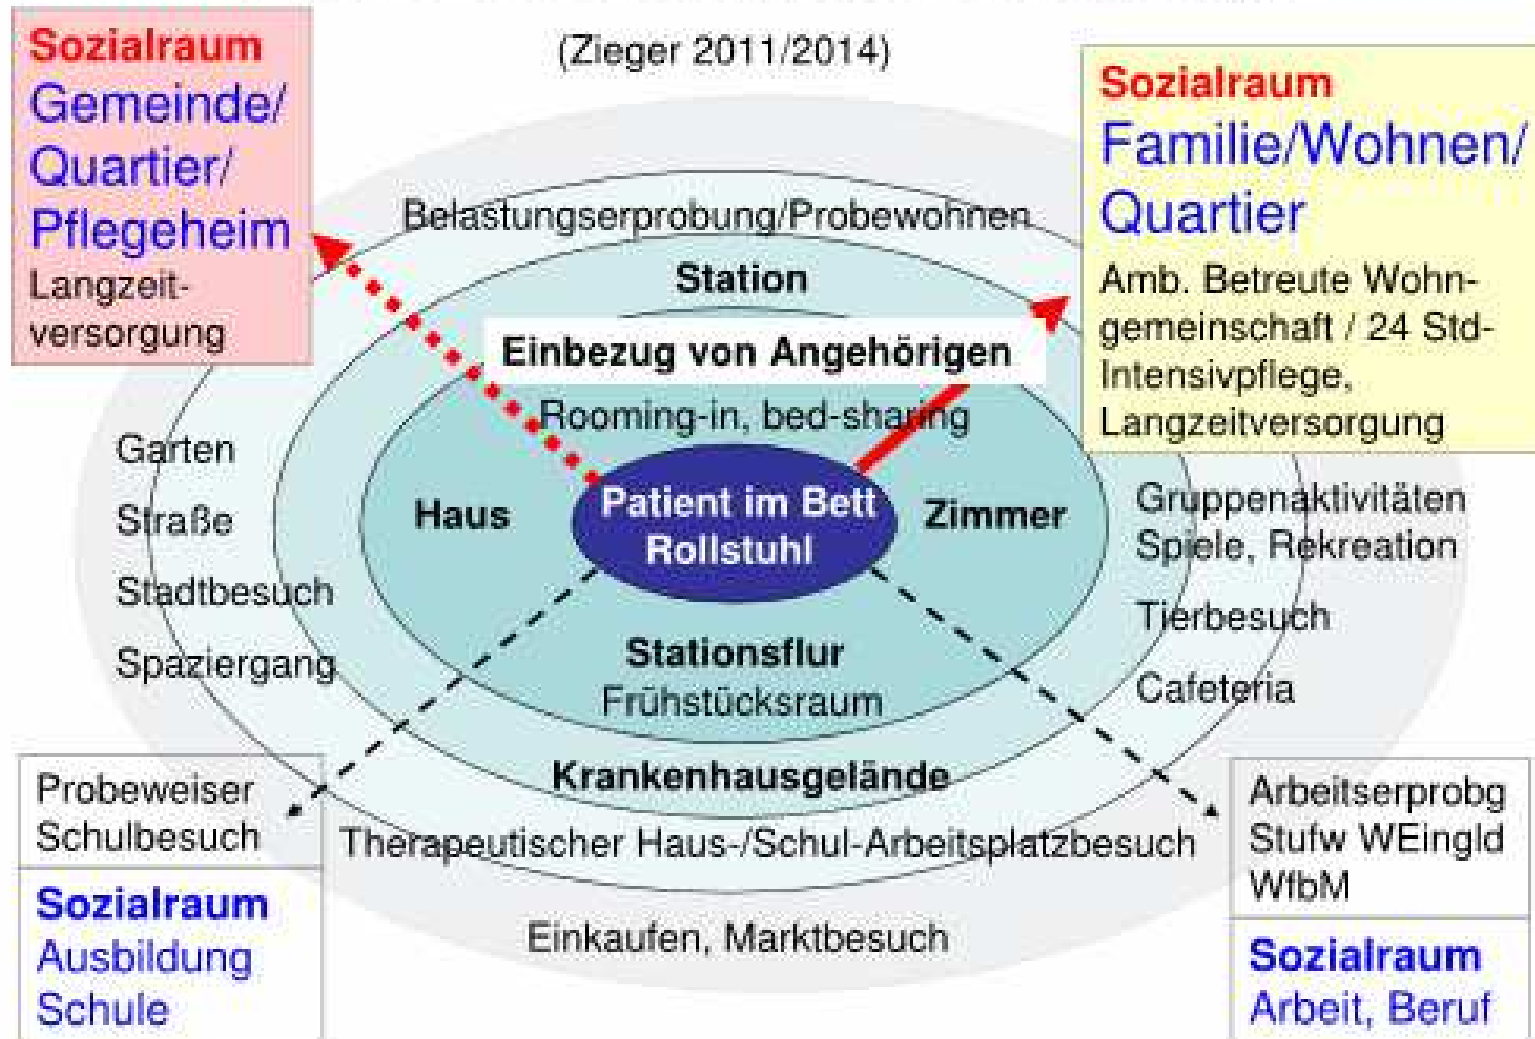 (Zieger 2011/2014)
Sozialraum
Gemeinde/
Quartier/
Pflegeheim
Langzeit-
versorgung
Sozialraum
Familie/Wohnen/
Quartier
Amb. Betreute Wohn-
gemeinschaft / 24 Std-
Intensivpflege,
Langzeitversorgung
Belastungserprobung/Probewohnen
Station
Einbezug von Angehörigen
Rooming-in, bed-sharing
Haus
Patient im Bett
Rollstuhl
Zimmer
Garten
Straße
Stadtbesuch
Spaziergang
Gruppenaktivitäten
Spiele, Rekreation
Tierbesuch
Cafeteria
Stationsflur
Frühstücksraum
Krankenhausgelände
Therapeutischer Haus-/Schul-Arbeitsplatzbesuch
Einkaufen, Marktbesuch
Probeweiser
Schulbesuch
Sozialraum
Ausbildung
Schule
Arbeitserprobg
Stufw WEingld
WfbM
Sozialraum
Arbeit, Beruf